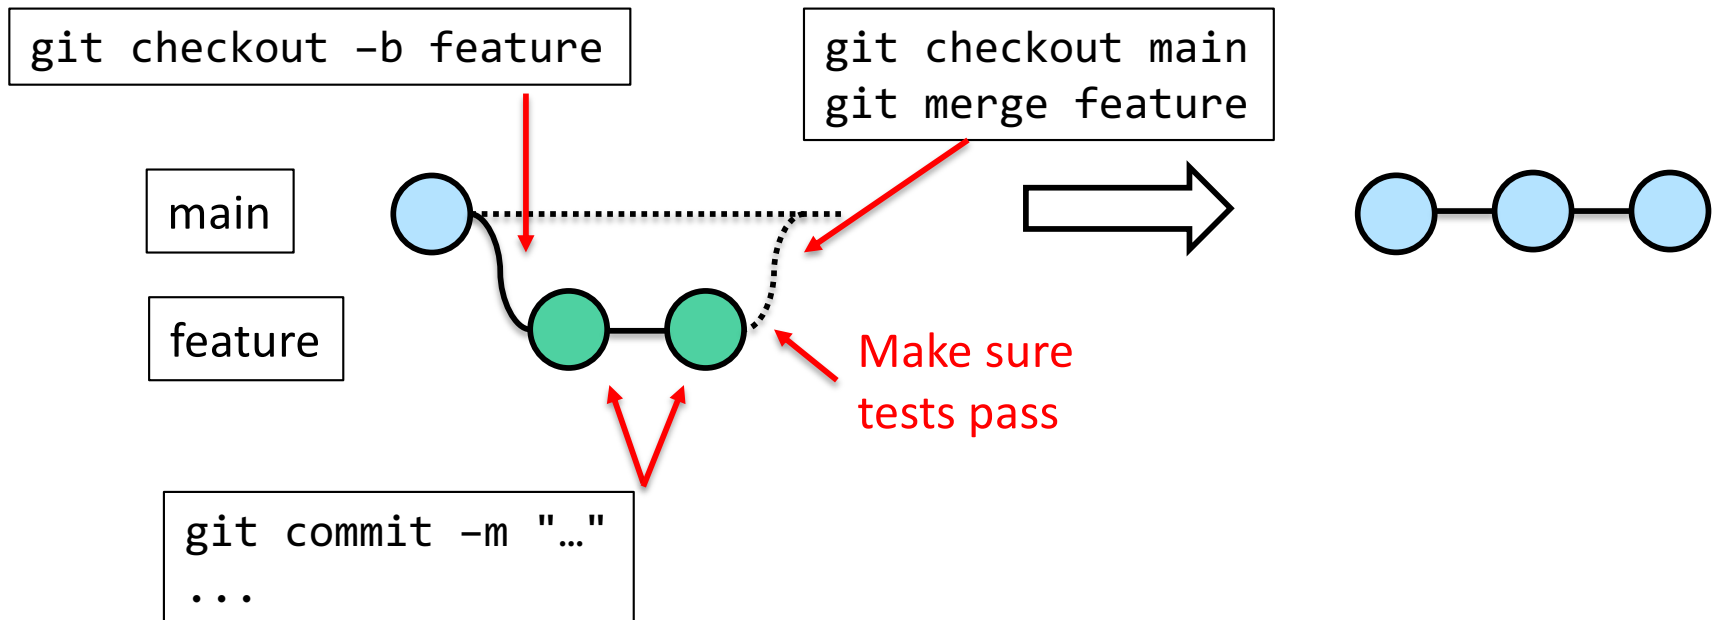 git checkout –b feature
git checkout main
git merge feature
main
feature
Make sure
tests pass
git commit –m "…"
...